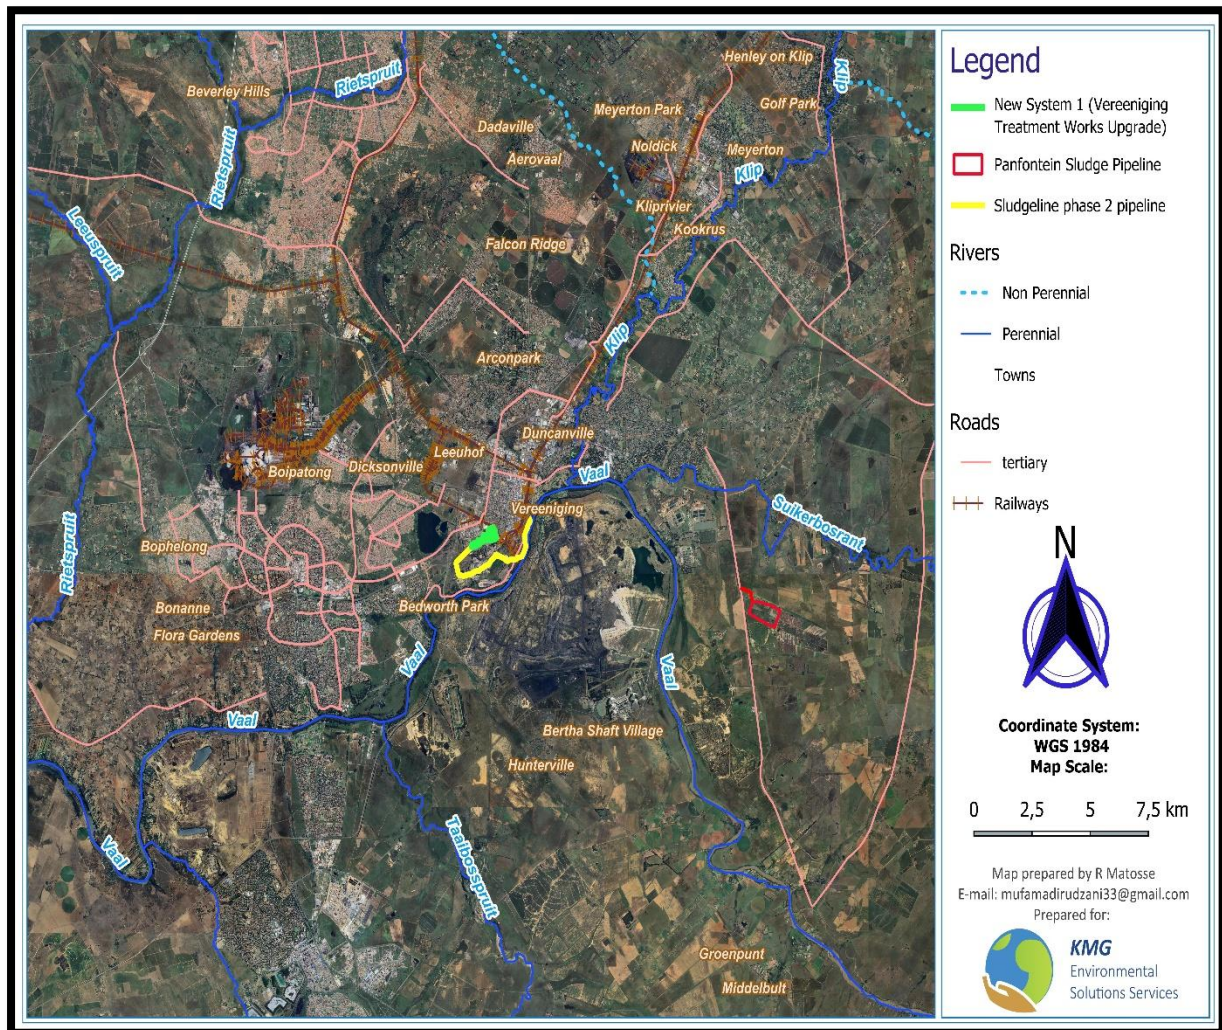 Beverley Hills
Rietspruit
Henley on Klip
Klip
Meyerton Park
Golf Park
Dadaville
Noldick
Aerovaal
Meyerton
Rietspruit
Klip
Kliprivier
Leeuspruit
Kookrus
Falcon Ridge
Klip
Arconpark
Duncanville
Leeuhof
Dicksonville
Boipatong
Vaal
Vereeniging
Suikerbosrant
Bophelong
Rietspruit
Bonanne
Bedworth Park
Flora Gardens
Vaal
Vaal
Vaal
Bertha Shaft Village
Hunterville
Vaal
Taalbosspruit
Groenpunt
Middelbult
Legend
New System 1 (Vereeniging
Treatment Works Upgrade)
Panfontein Sludge Pipeline
Sludgeline phase 2 pipeline
Rivers
Non Perennial
Perennial
Towns
Roads
tertiary
Railways
N
Coordinate System:
WGS 1984
Map Scale:
0 2,5 5 7,5 km
Map prepared by R Matosse
E-mail: mufamadirudzani33@gmail.com
Prepared for:
KMG
Environmental
Solutions Services